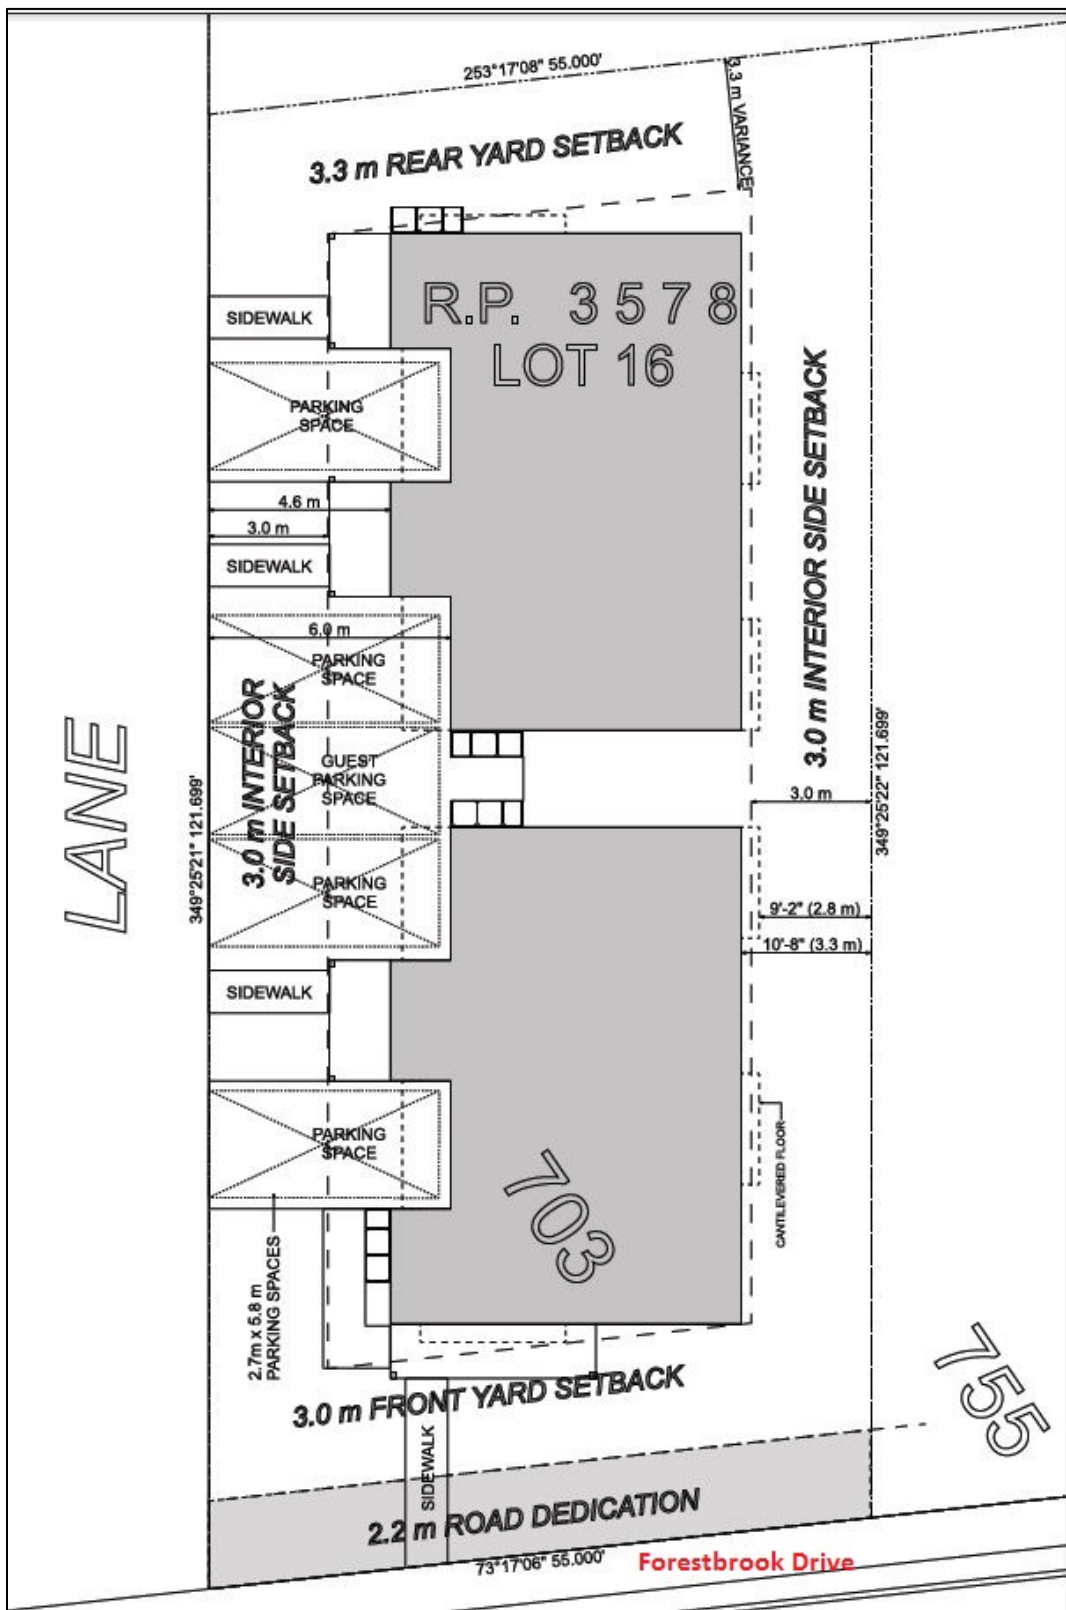 253°17'08" 55.000'
3.3 m VARIANCE
3.3 m REAR YARD SETBACK
R.P. 3578
LOT 16
SIDEWALK
PARKING
SPACE
4.6 m
3.0 m
SIDEWALK
6.0 m
PARKING
SPACE
3.0 m INTERIOR
SIDE SETBACK
GUEST
PARKING
SPACE
PARKING
SPACE
LANE
349°25'21" 121.699'
3.0 m INTERIOR SIDE SETBACK
349°25'22" 121.699'
3.0 m
9'-2" (2.8 m)
10'-8" (3.3 m)
SIDEWALK
PARKING
SPACE
CANTILEVERED FLOOR
703
2.7m x 5.8 m
PARKING SPACES
755
3.0 m FRONT YARD SETBACK
SIDEWALK
2.2 m ROAD DEDICATION
73°17'06" 55.000'
Forestbrook Drive